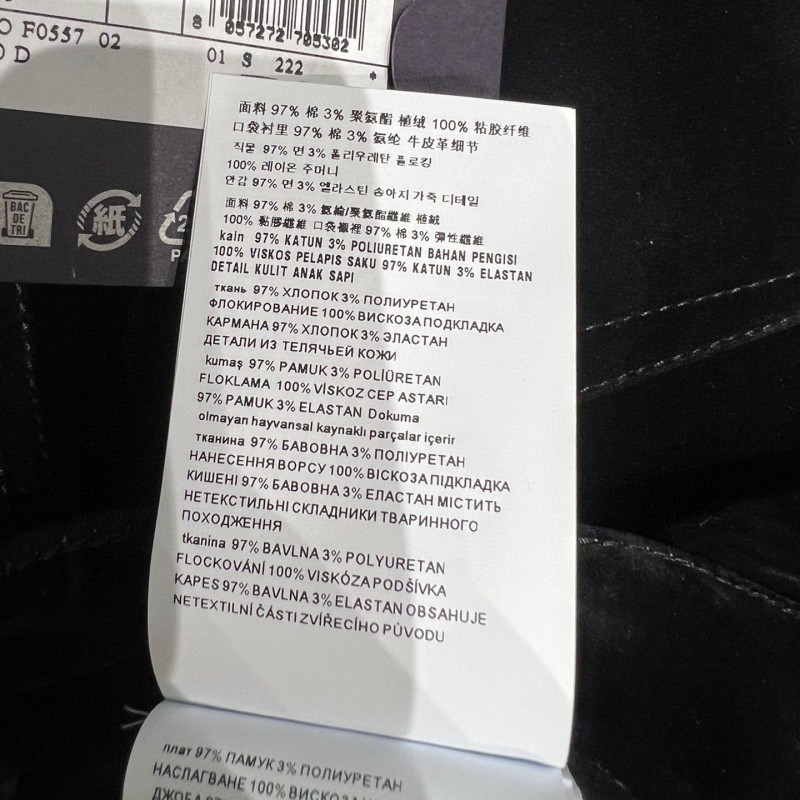 O F0557 02
8 057272 705302
D
01 S 222 *
BAC
DE
TRI
紙
面料 97% 棉 3% 聚氨酯 植绒 100% 粘胶纤维
口袋衬里 97% 棉 3% 氨纶 牛皮革细节
직물 97% 면 3% 폴리우레탄 플로킹
100% 레이온 주머니
안감 97% 면 3% 엘라스틴 송아지 가죽 디테일
面料 97% 棉 3% 氨綸/聚氨酯纖維 植絨
100% 黏膠纖維 口袋襯裡 97% 棉 3% 彈性纖維
kain 97% KATUN 3% POLIURETAN BAHAN PENGISI
100% VISKOS PELAPIS SAKU 97% KATUN 3% ELASTAN
DETAIL KULIT ANAK SAPI
ткань 97% ХЛОПОК 3% ПОЛИУРЕТАН
ФЛОКИРОВАНИЕ 100% ВИСКОЗА ПОДКЛАДКА
КАРМАНА 97% ХЛОПОК 3% ЭЛАСТАН
ДЕТАЛИ ИЗ ТЕЛЯЧЬЕЙ КОЖИ
kumaş 97% PAMUK 3% POLİÜRETAN
FLOKLAMA 100% VİSKOZ CEP ASTARI
97% PAMUK 3% ELASTAN Dokuma
olmayan hayvansal kaynaklı parçalar içerir
тканина 97% БАВОВНА 3% ПОЛІУРЕТАН
НАНЕСЕННЯ ВОРСУ 100% ВІСКОЗА ПІДКЛАДКА
КИШЕНІ 97% БАВОВНА 3% ЕЛАСТАН МІСТИТЬ
НЕТЕКСТИЛЬНІ СКЛАДНИКИ ТВАРИННОГО
ПОХОДЖЕННЯ
tkanina 97% BAVLNA 3% POLYURETAN
FLOCKOVÁNÍ 100% VISKÓZA PODŠÍVKA
KAPES 97% BAVLNA 3% ELASTAN OBSAHUJE
NETEXTILNÍ ČÁSTI ZVÍŘECÍHO PŮVODU
плат 97% ПАМУК 3% ПОЛИУРЕТАН
НАСЛАГВАНЕ 100% ВИСКОЗА